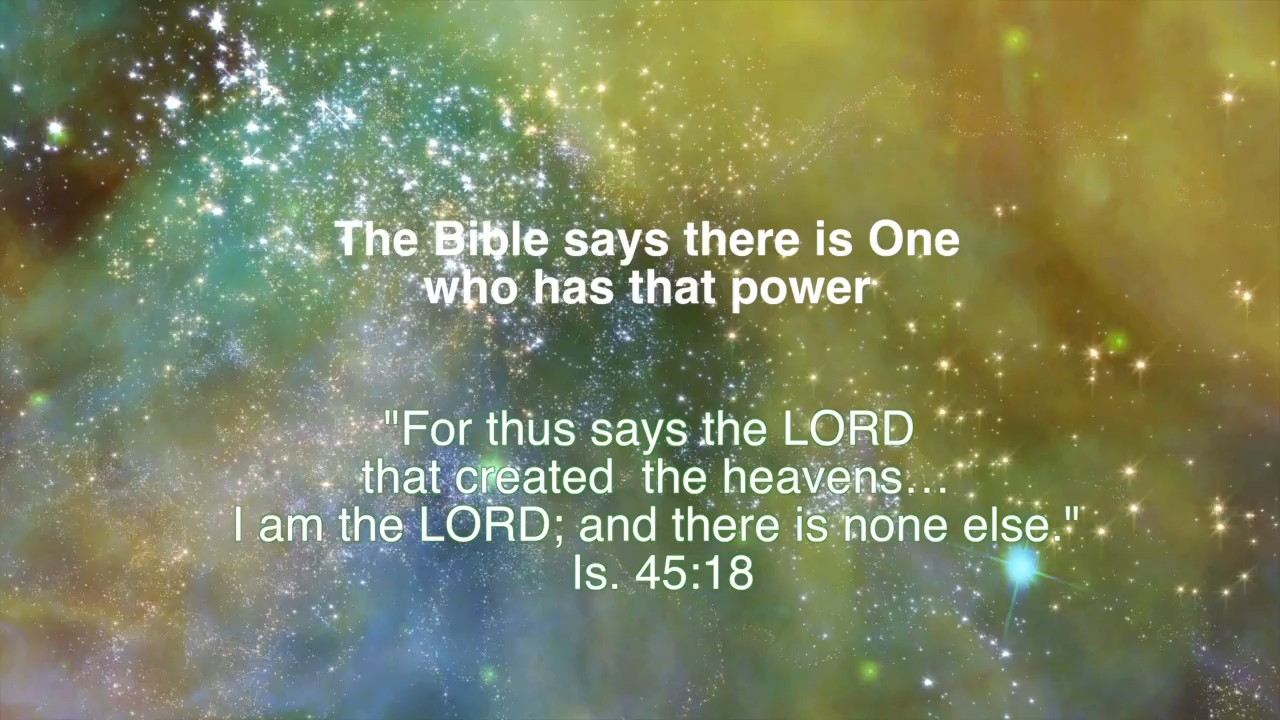 The Bible says there is One
who has that power
"For thus says the LORD
that created  the heavens...
I am the LORD; and there is none else."
Is. 45:18